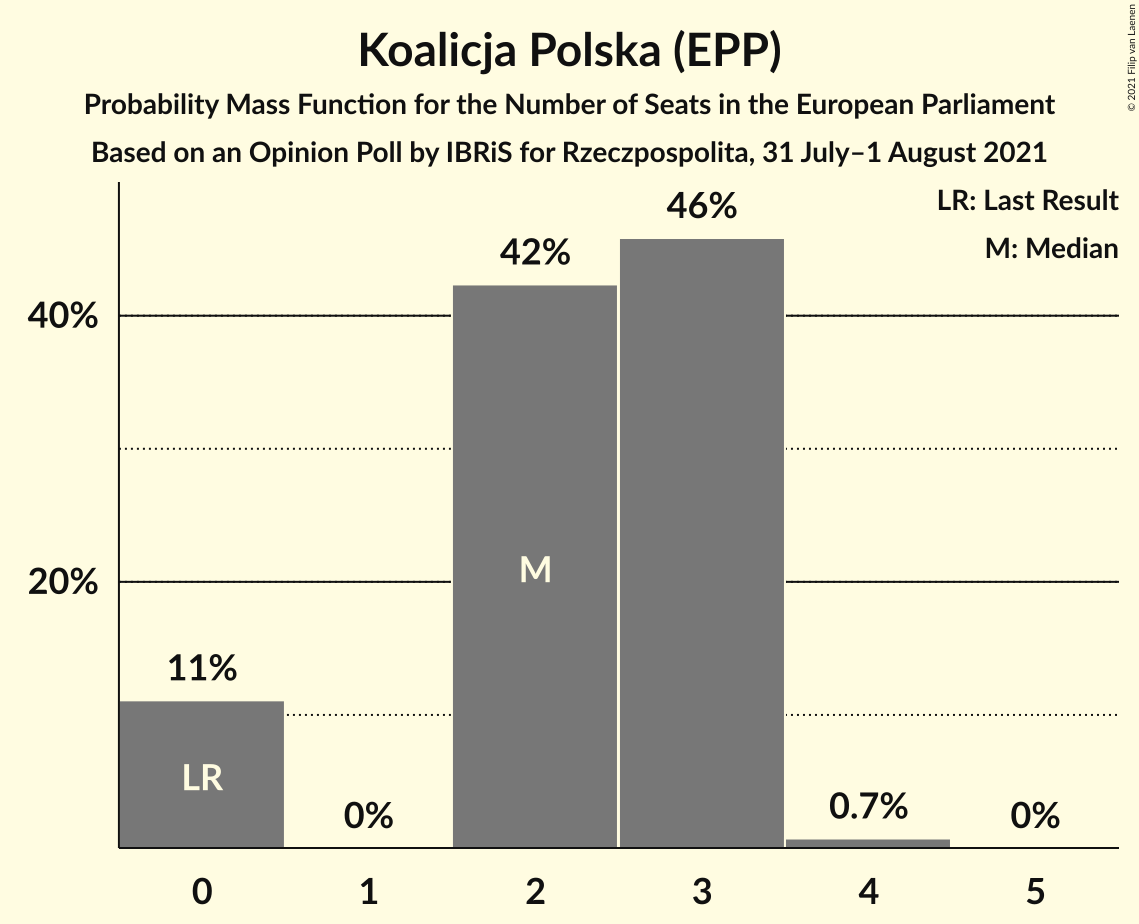 Koalicja Polska (EPP)
Probability Mass Function for the Number of Seats in the European Parliament
Based on an Opinion Poll by IBRiS for Rzeczpospolita, 31 July–1 August 2021
© 2021 Filip van Laenen
LR: Last Result
M: Median
46%
42%
40%
M
20%
11%
LR
0%
0.7%
0%
0 1 2 3 4 5